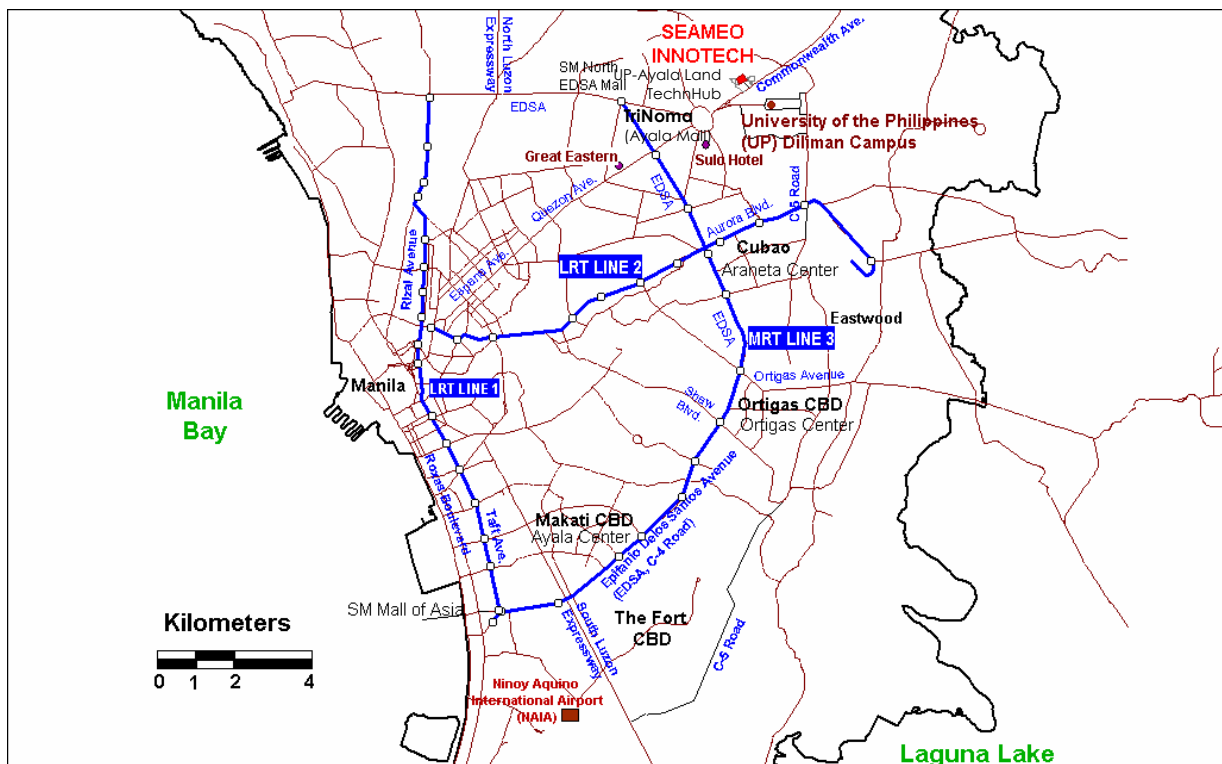 North Luzon
Expressway
SEAMEO
INNOTECH
Commonwealth Ave.
SM North
EDSA Mall
UP-Ayala Land
TechnHub
EDSA
TriNoma
(Ayala Mall)
University of the Philippines
(UP) Diliman Campus
Great Eastern
Sulo Hotel
Quezon Ave.
EDSA
C-5 Road
Aurora Blvd.
Rizal Avenue
Espana Ave.
Cubao
Araneta Center
LRT LINE 2
EDSA
Eastwood
MRT LINE 3
Ortigas Avenue
Manila
LRT LINE 1
Shaw
Blvd.
Ortigas CBD
Ortigas Center
Manila
Bay
Roxas Boulevard
Taft Ave.
Makati CBD
Ayala Center
Epifanio Delos Santos Avenue
(EDSA, C-4 Road)
SM Mall of Asia
Kilometers
0 1 2 4
South Luzon
Expressway
The Fort
CBD
C-5 Road
Ninoy Aquino
International Airport
(NAIA)
Laguna Lake